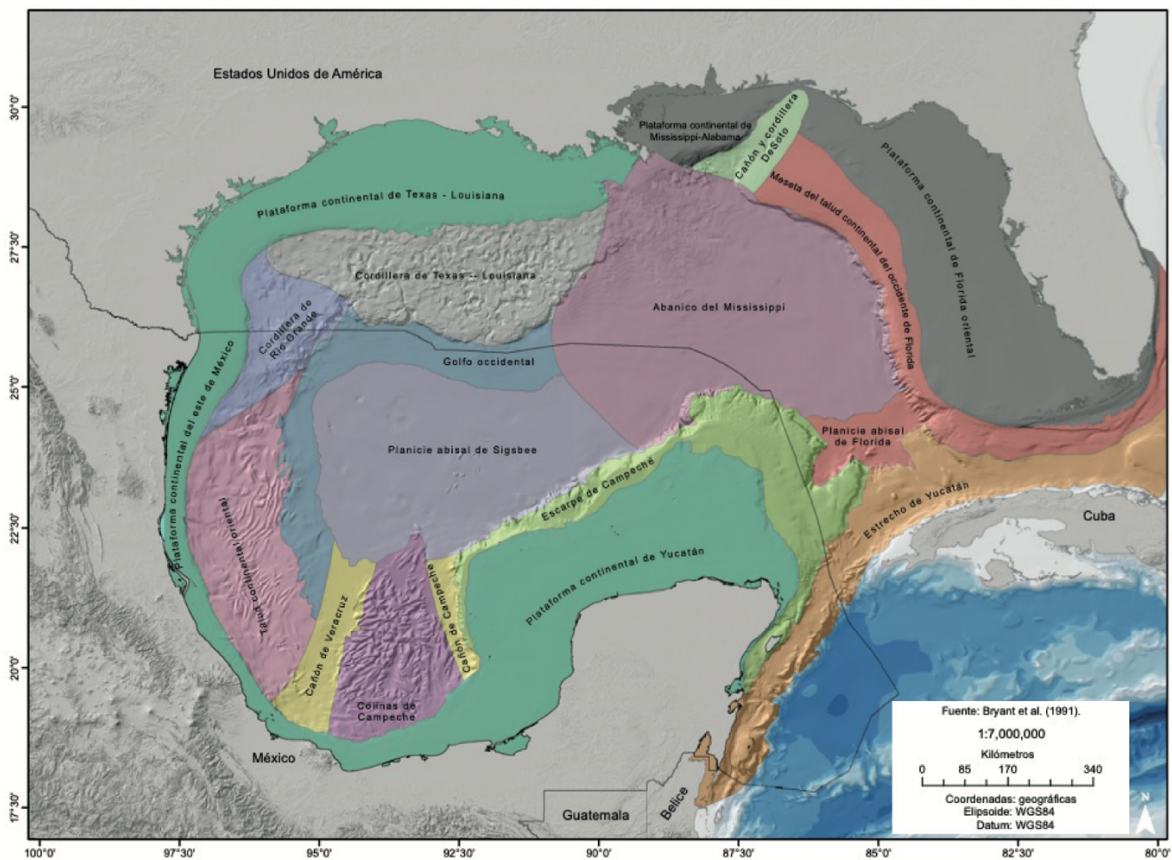 Estados Unidos de América
Plataforma continental de
Mississippi-Alabama
Cañón y cordillera
DeSoto
Plataforma continental de Florida oriental
Meseta del talud continental del occidente de Florida
Plataforma continental de Texas - Louisiana
Cordillera de Texas -- Louisiana
Cordillera de
Río Grande
Abanico del Mississippi
Golfo occidental
Plataforma continental del este de México
Planicie abisal de Sigsbee
Planicie abisal
de Florida
Escarpe de Campeche
Estrecho de Yucatán
Cuba
Talud continental oriental
Plataforma continental de Yucatán
Cañón de Veracruz
Cañón de Campeche
Colinas de
Campeche
México
Guatemala
Belice
Fuente: Bryant et al. (1991).
1:7,000,000
Kilómetros
0 85 170 340
Coordenadas: geográficas
Elipsoide: WGS84
Datum: WGS84
N
30°0'
27°30'
25°0'
22°30'
20°0'
17°30'
100°0' 97°30' 95°0' 92°30' 90°0' 87°30' 85°0' 82°30' 80°0'